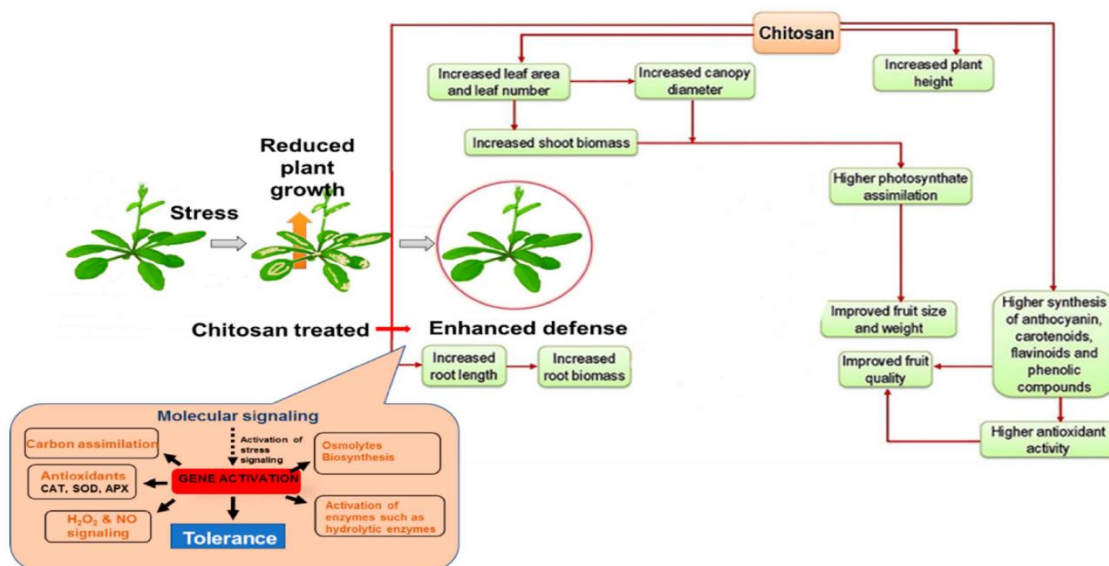 Chitosan
Increased leaf area
and leaf number
Increased canopy
diameter
Increased plant
height
Increased shoot biomass
Reduced
plant
growth
Higher photosynthate
assimilation
Stress
Chitosan treated
Enhanced defense
Improved fruit size
and weight
Higher synthesis
of anthocyanin,
carotenoids,
flavinoids and
phenolic
compounds
Increased
root length
Increased
root biomass
Improved fruit
quality
Higher antioxidant
activity
Molecular signaling
Activation of
stress
signaling
Carbon assimilation
Osmolytes
Biosynthesis
Antioxidants
CAT, SOD, APX
GENE ACTIVATION
H₂O₂ & NO
signaling
Activation of
enzymes such as
hydrolytic enzymes
Tolerance